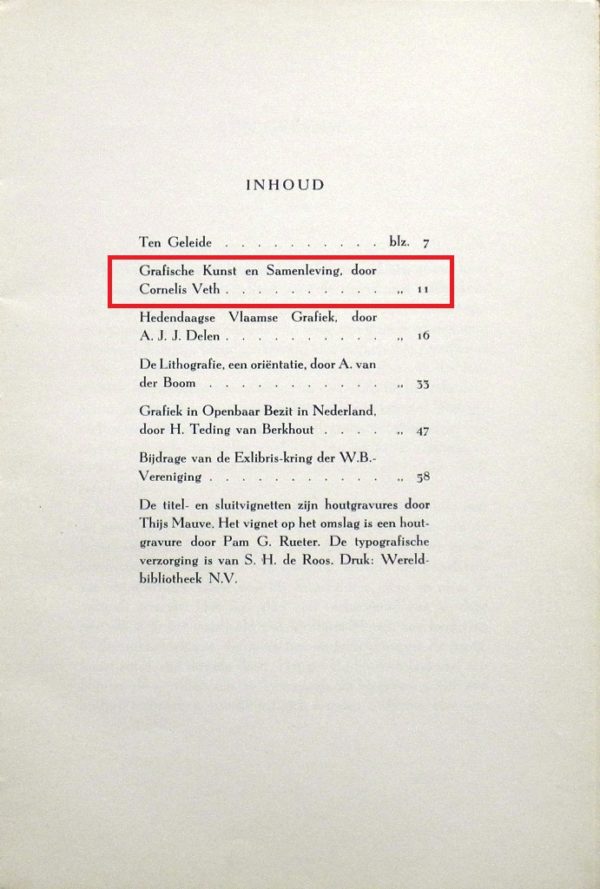 INHOUD
Ten Geleide . . . . . . . . . . blz. 7
Grafische Kunst en Samenleving, door
Cornelis Veth . . . . . . . . . . „ 11
Hedendaagse Vlaamse Grafiek, door
A. J. J. Delen . . . . . . . . . . „ 16
De Lithografie, een oriëntatie, door A. van
der Boom . . . . . . . . . . . „ 33
Grafiek in Openbaar Bezit in Nederland,
door H. Teding van Berkhout . . . . „ 47
Bijdrage van de Exlibris-kring der W.B.-
Vereniging . . . . . . . . . . . „ 58
De titel- en sluitvignetten zijn houtgravures door
Thijs Mauve. Het vignet op het omslag is een hout-
gravure door Pam G. Rueter. De typografische
verzorging is van S. H. de Roos. Druk: Wereld-
bibliotheek N.V.